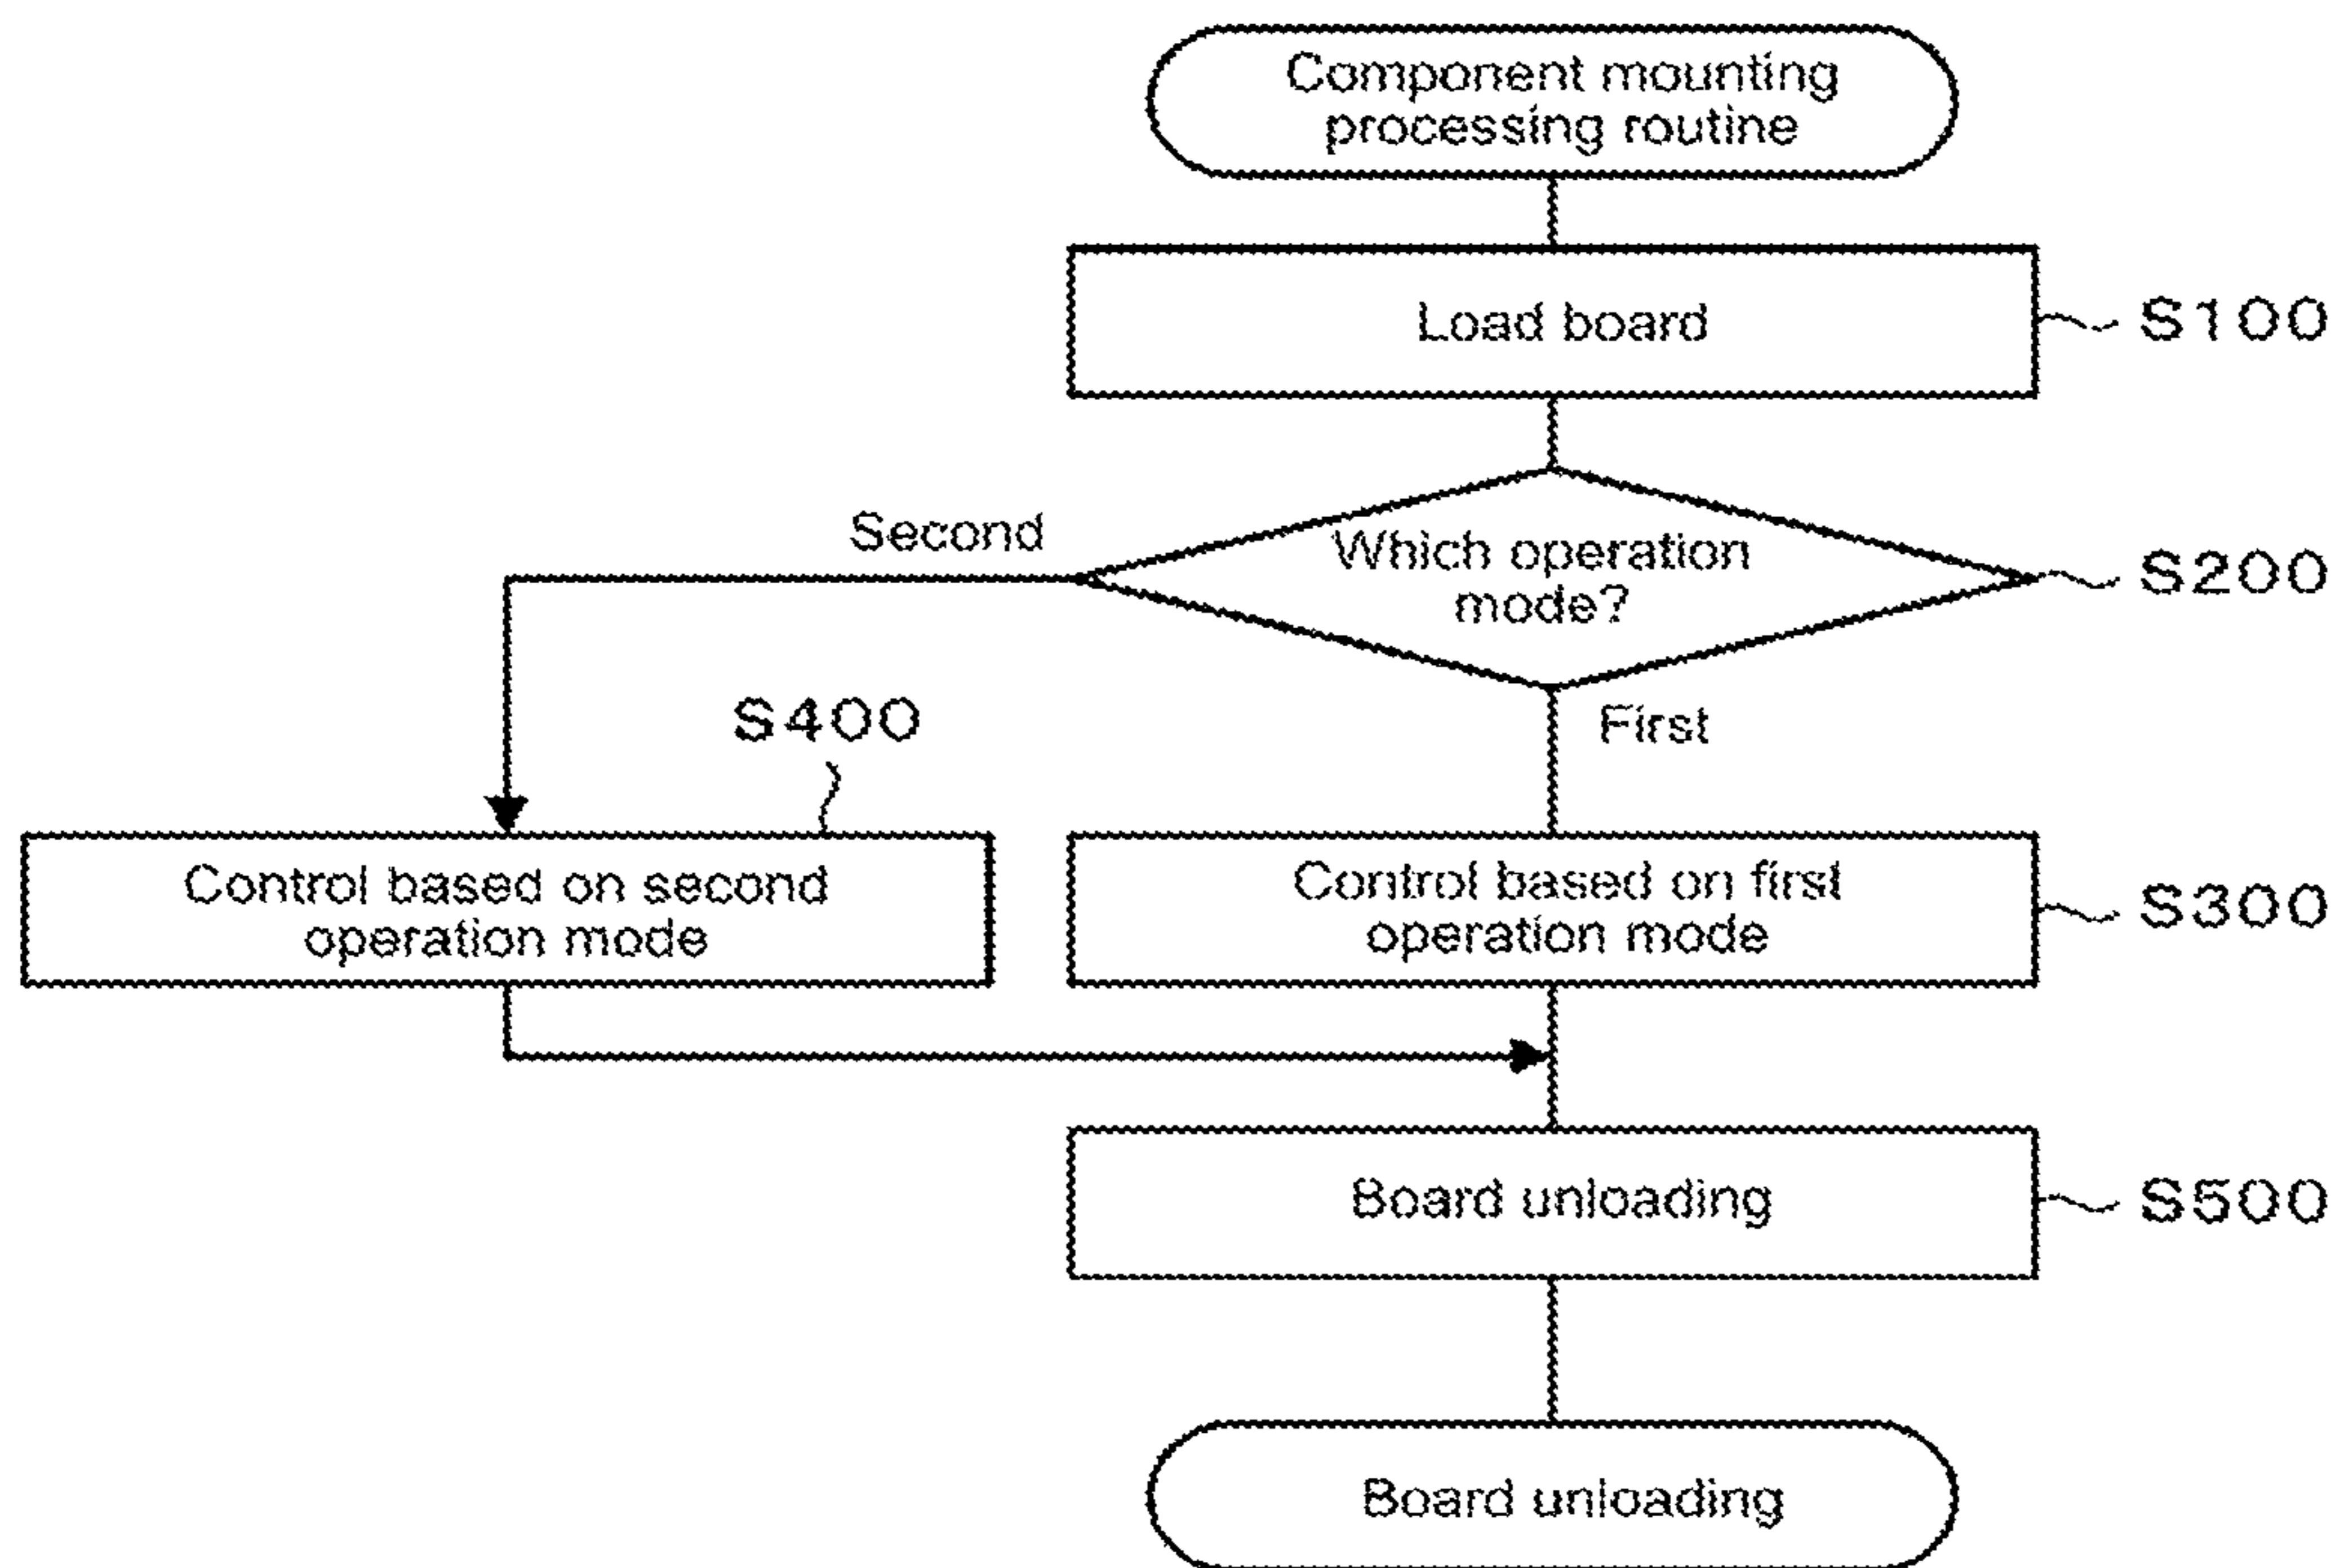 Component mounting
processing routine
Load board
S100
Second
Which operation
mode?
S200
S400
First
Control based on second
operation mode
Control based on first
operation mode
S300
Board unloading
S500
Board unloading